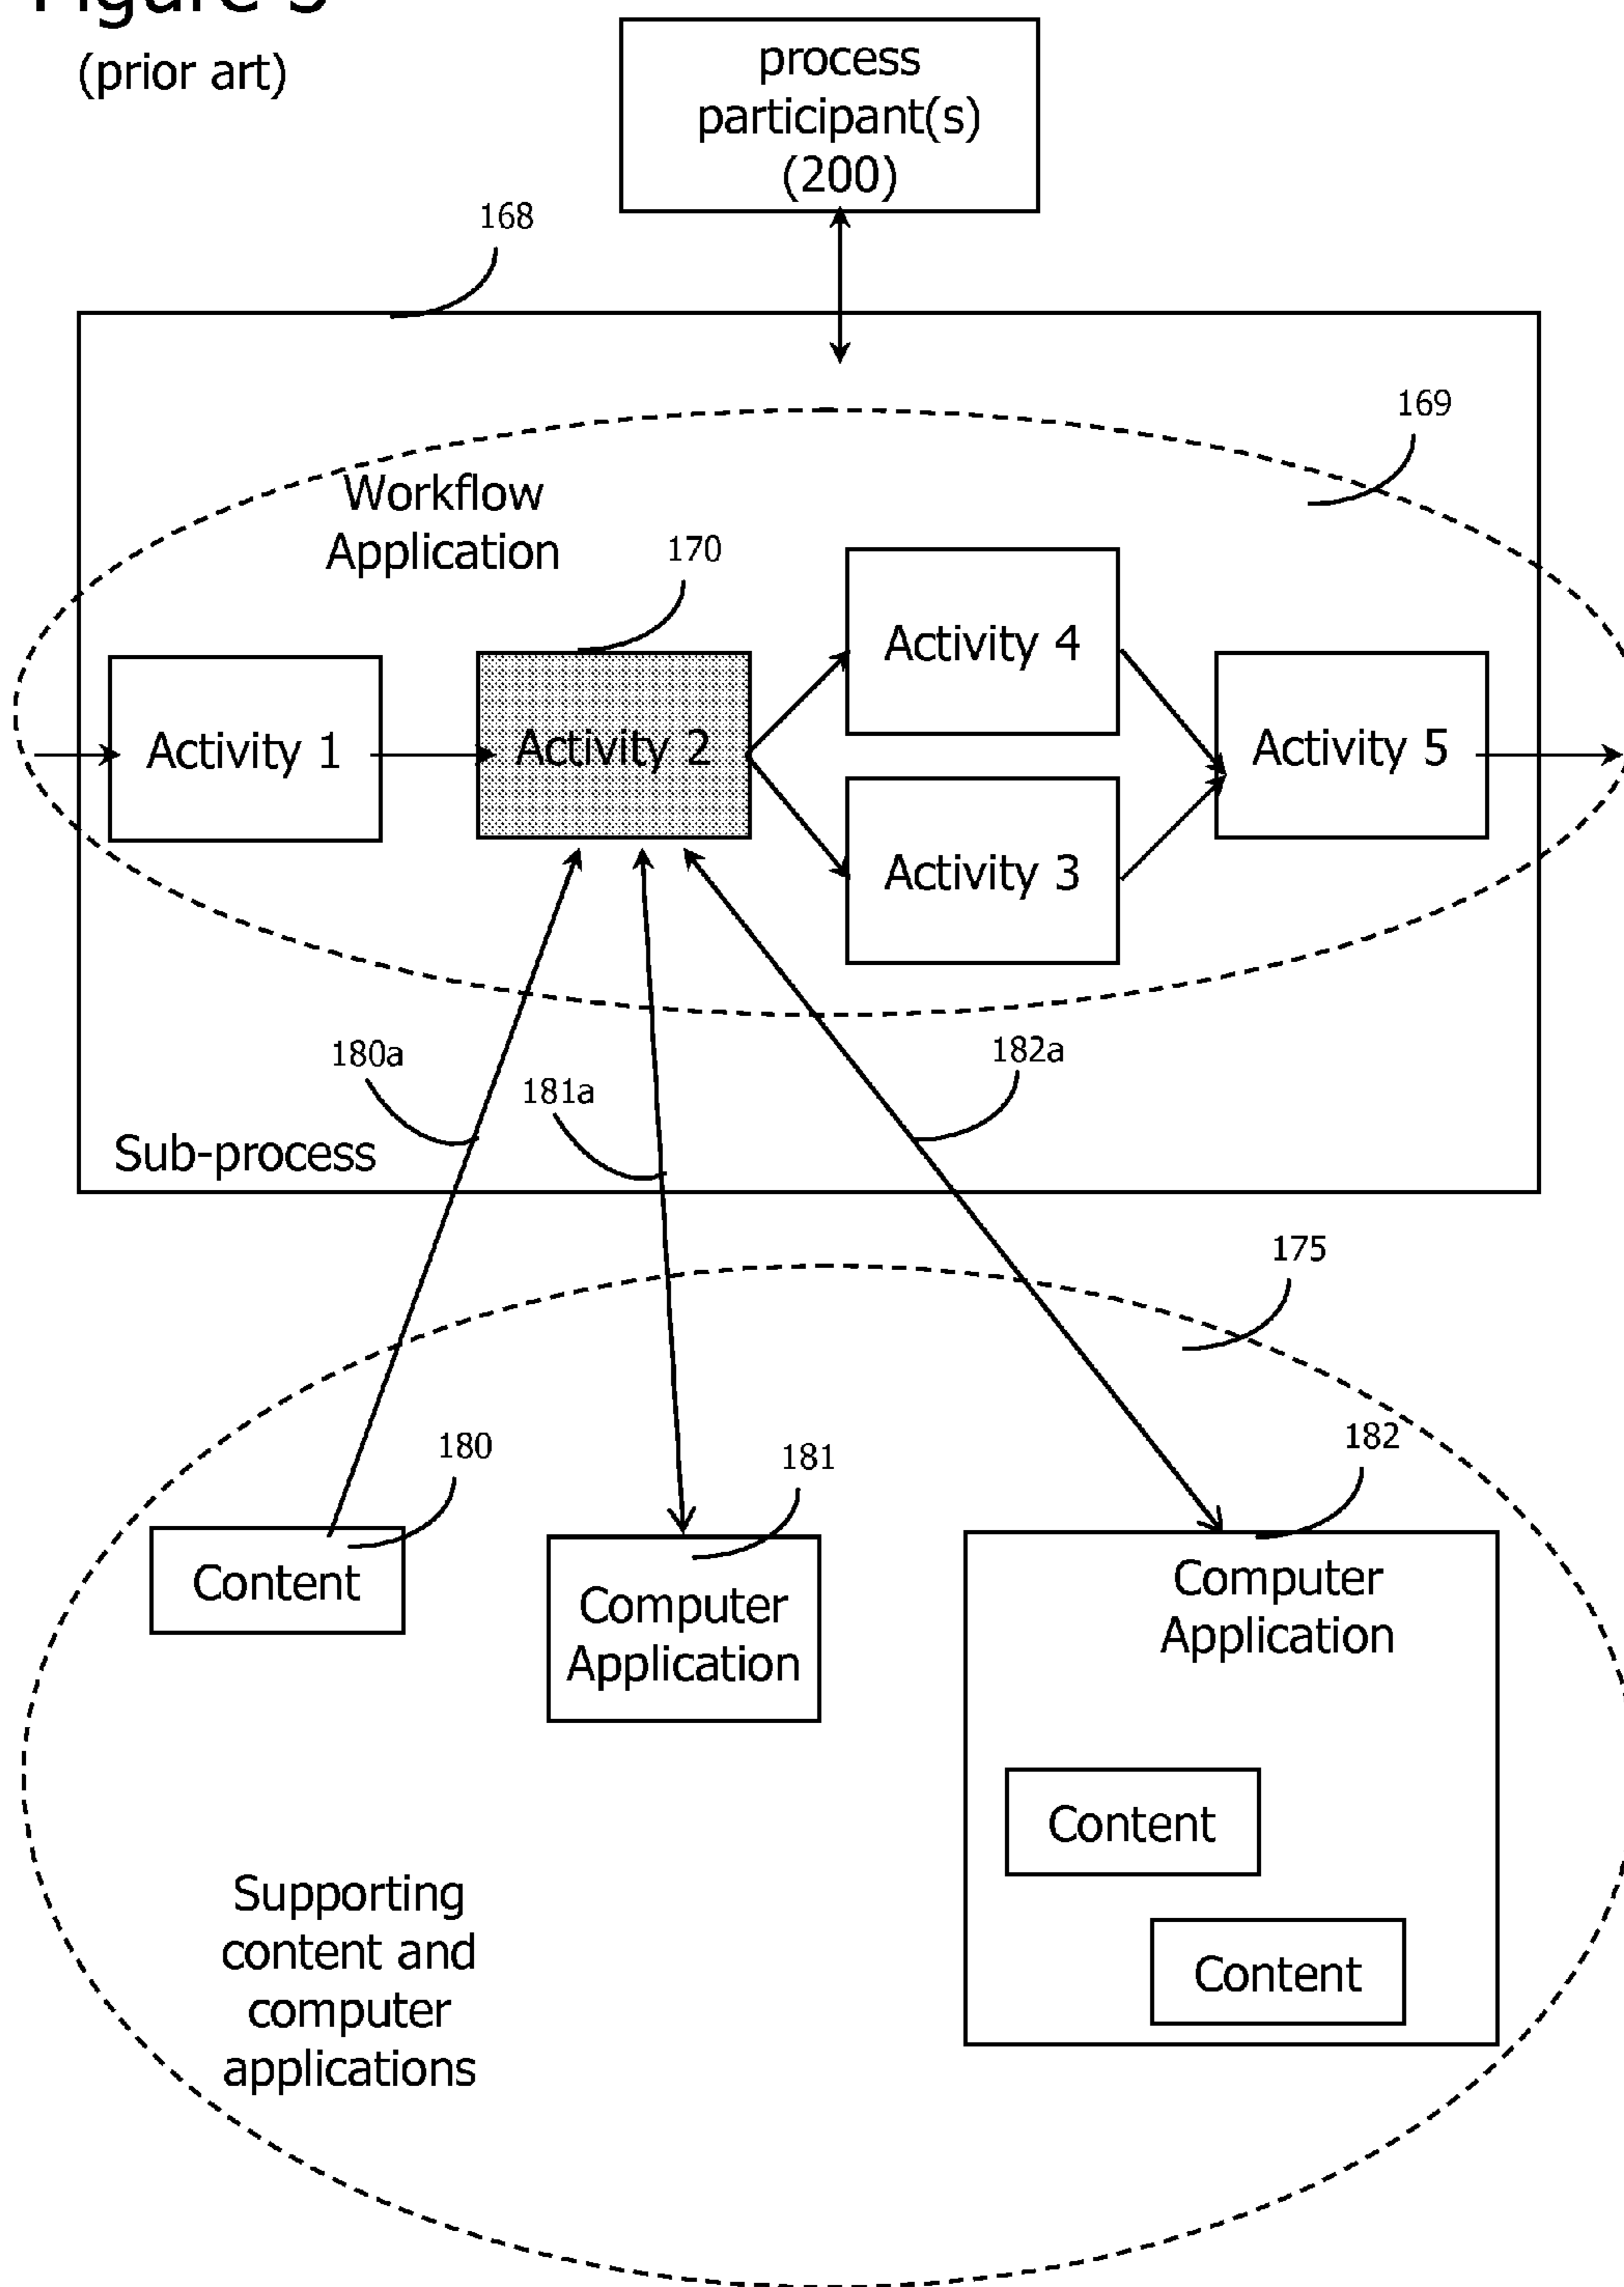 Figure
(prior art)
process
participant(s)
(200)
168
169
Workflow
Application
170
Activity 4
Activity 1
Activity 2
Activity 5
Activity 3
180a
181a
182a
Sub-process
175
180
181
182
Content
Computer
Application
Computer
Application
Content
Content
Supporting
content and
computer
applications